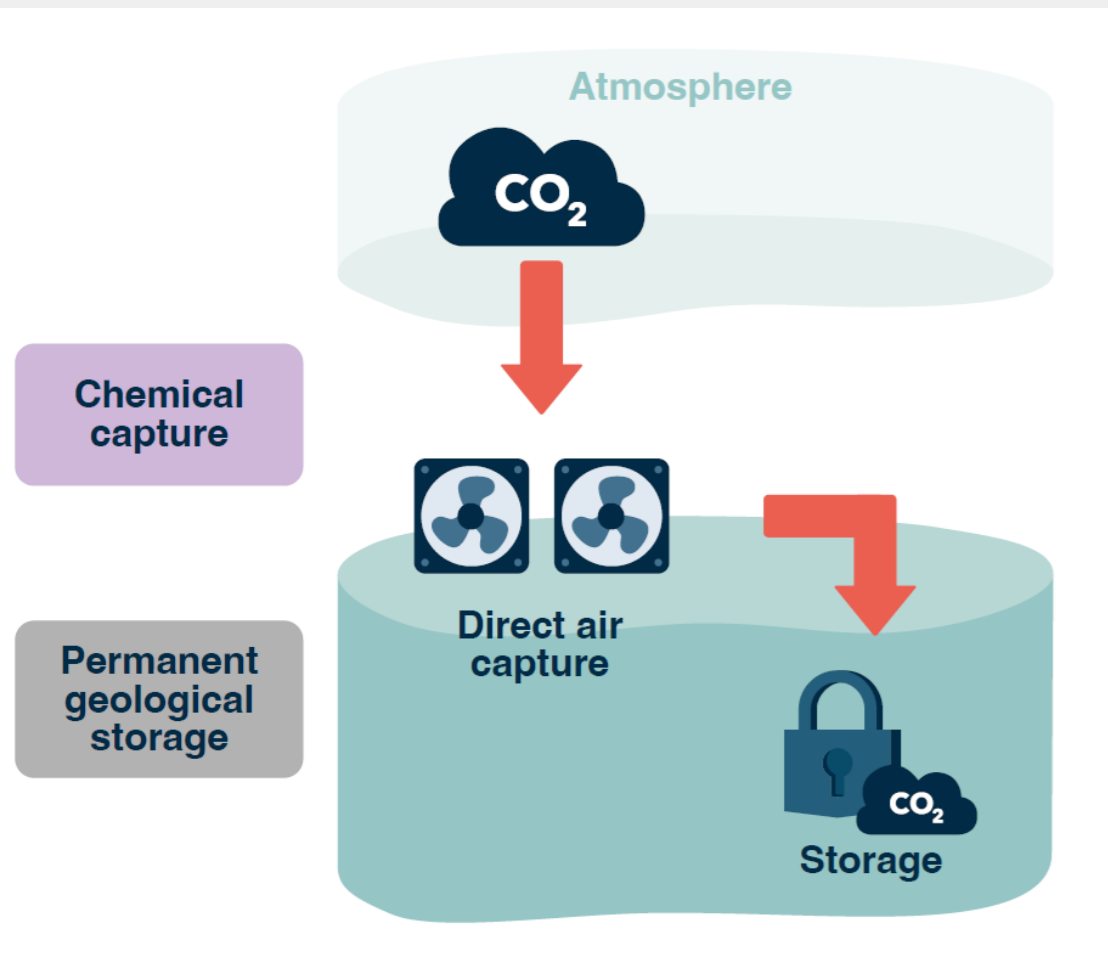 Atmosphere
CO₂
Chemical
capture
Direct air
capture
Permanent
geological
storage
CO₂
Storage